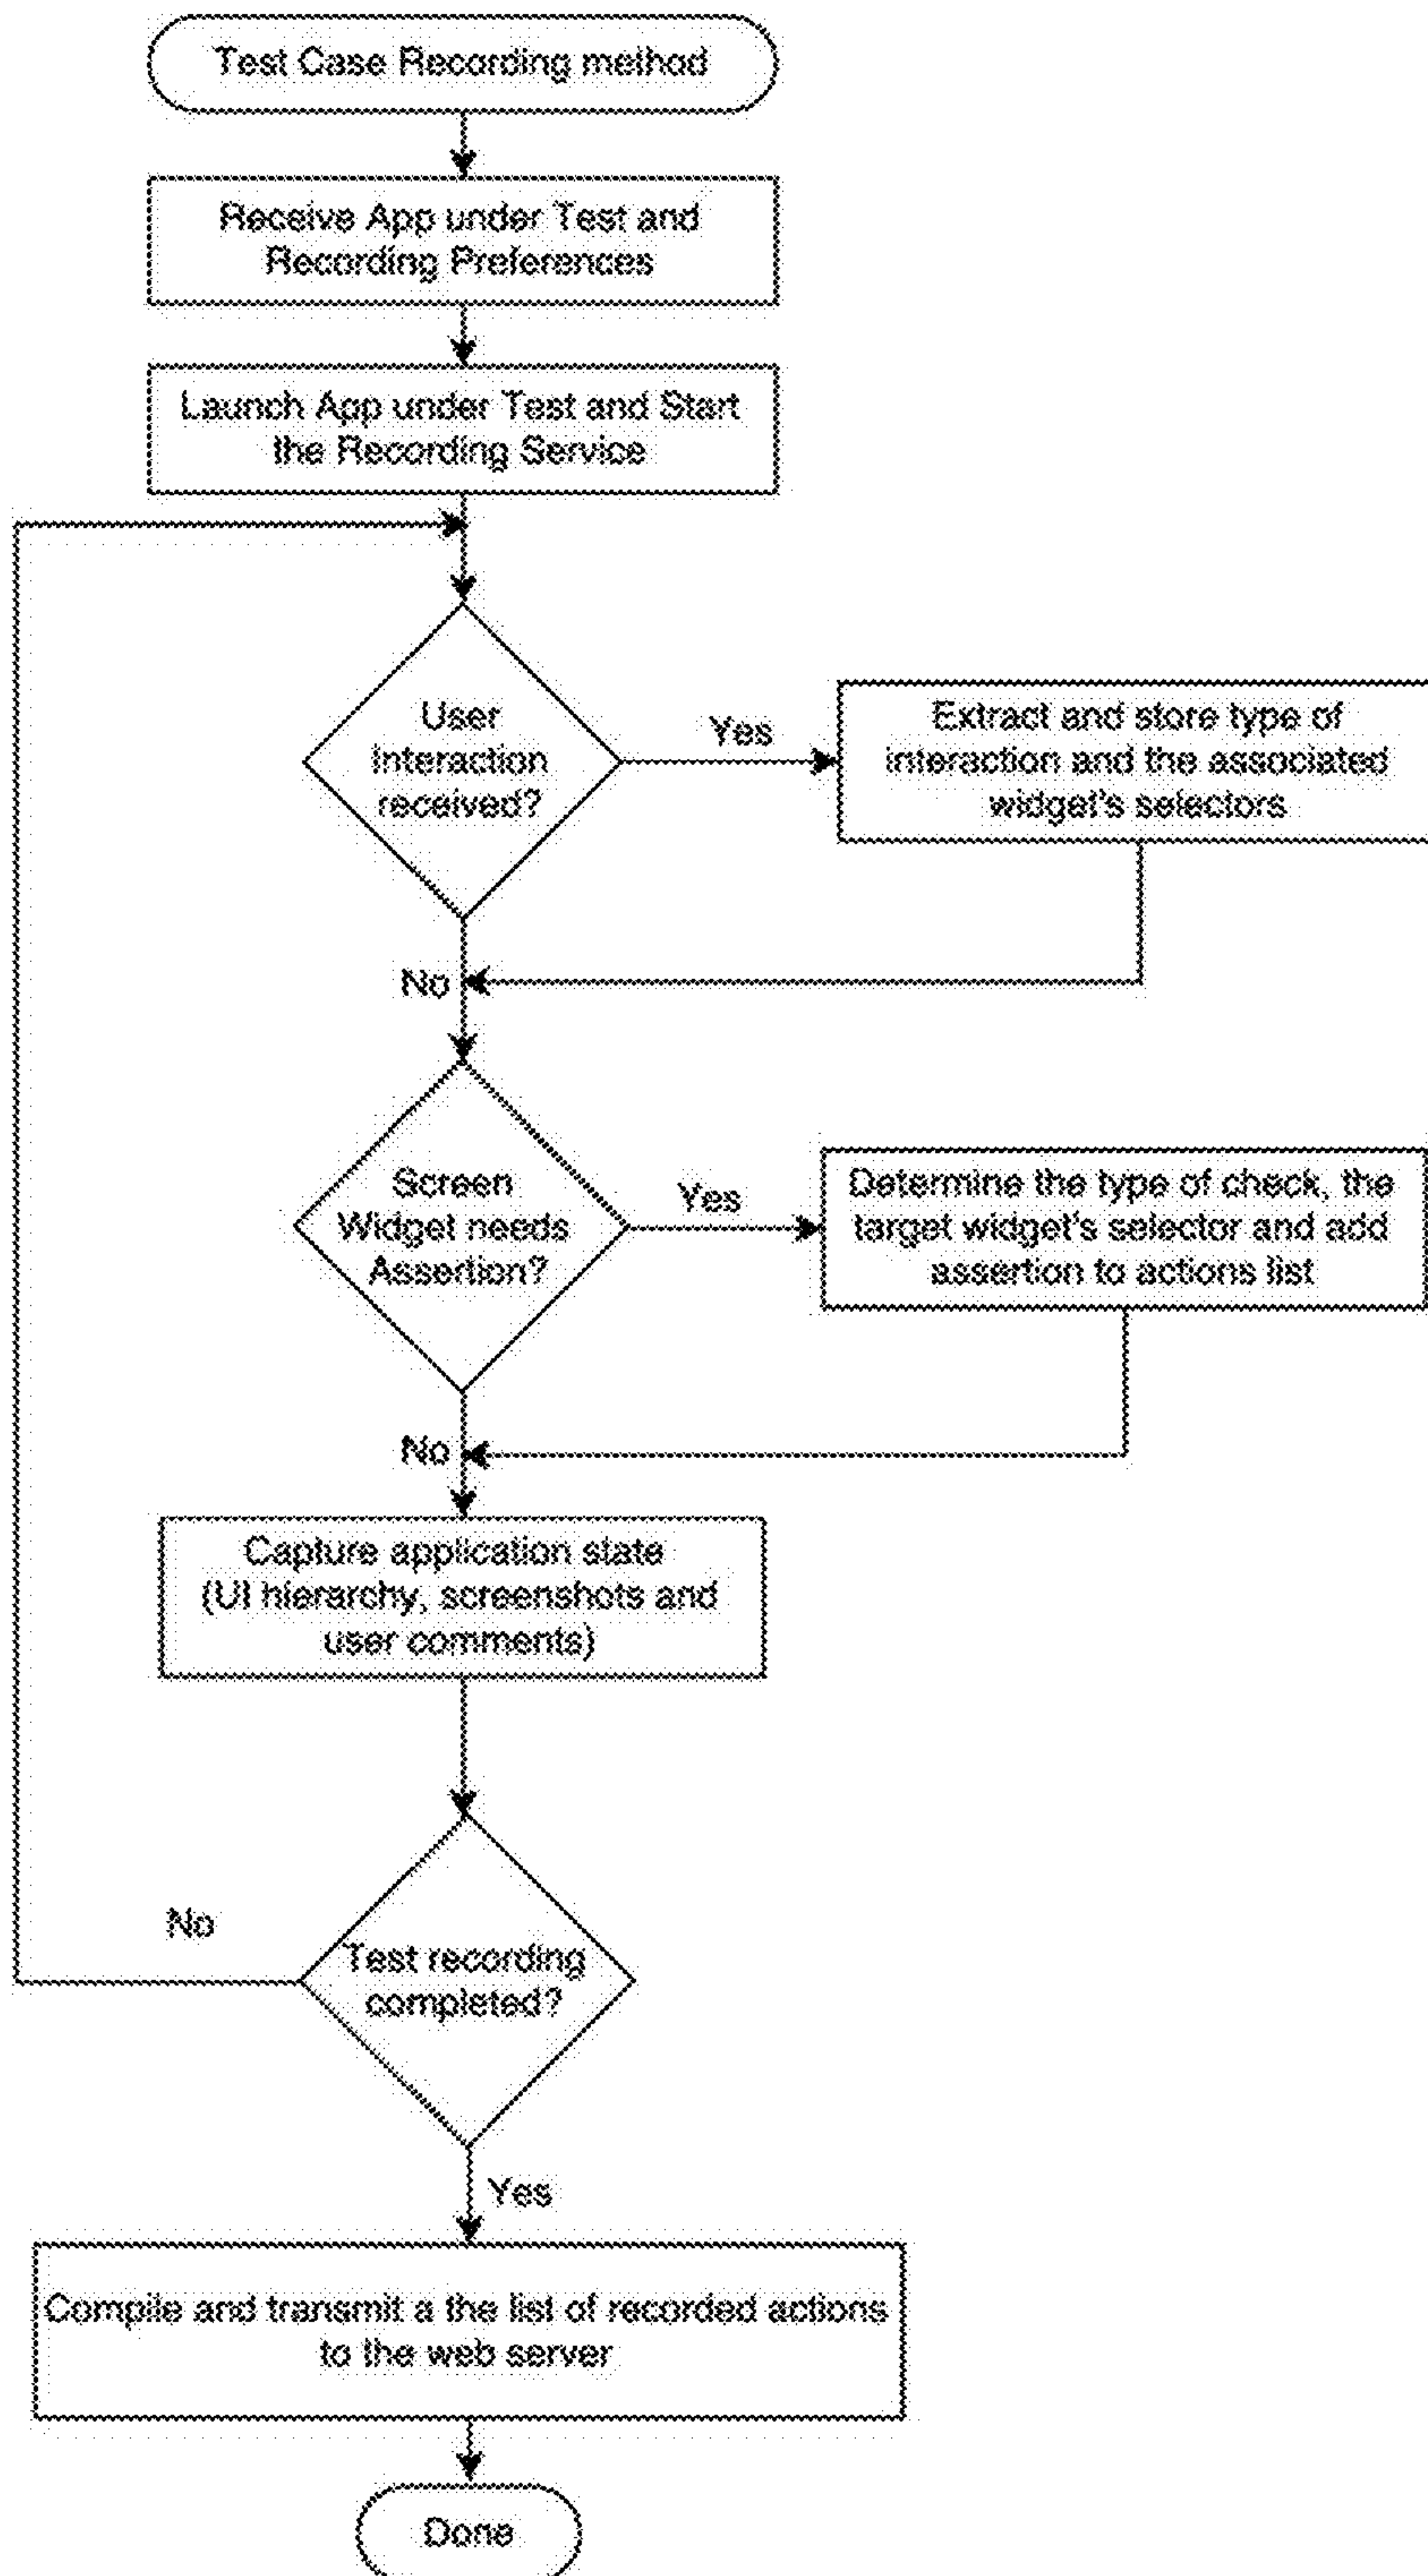 Test Case Recording method
Receive App under Test and
Recording Preferences
Launch App under Test and Start
the Recording Service
User
interaction
received?
Yes
Extract and store type of
interaction and the associated
widget's selectors
No
Screen
Widget needs
Assertion?
Yes
Determine the type of check, the
target widget's selector and add
assertion to actions list
No
Capture application state
(UI hierarchy, screenshots and
user comments)
No
Test recording
completed?
Yes
Compile and transmit a the list of recorded actions
to the web server
Done